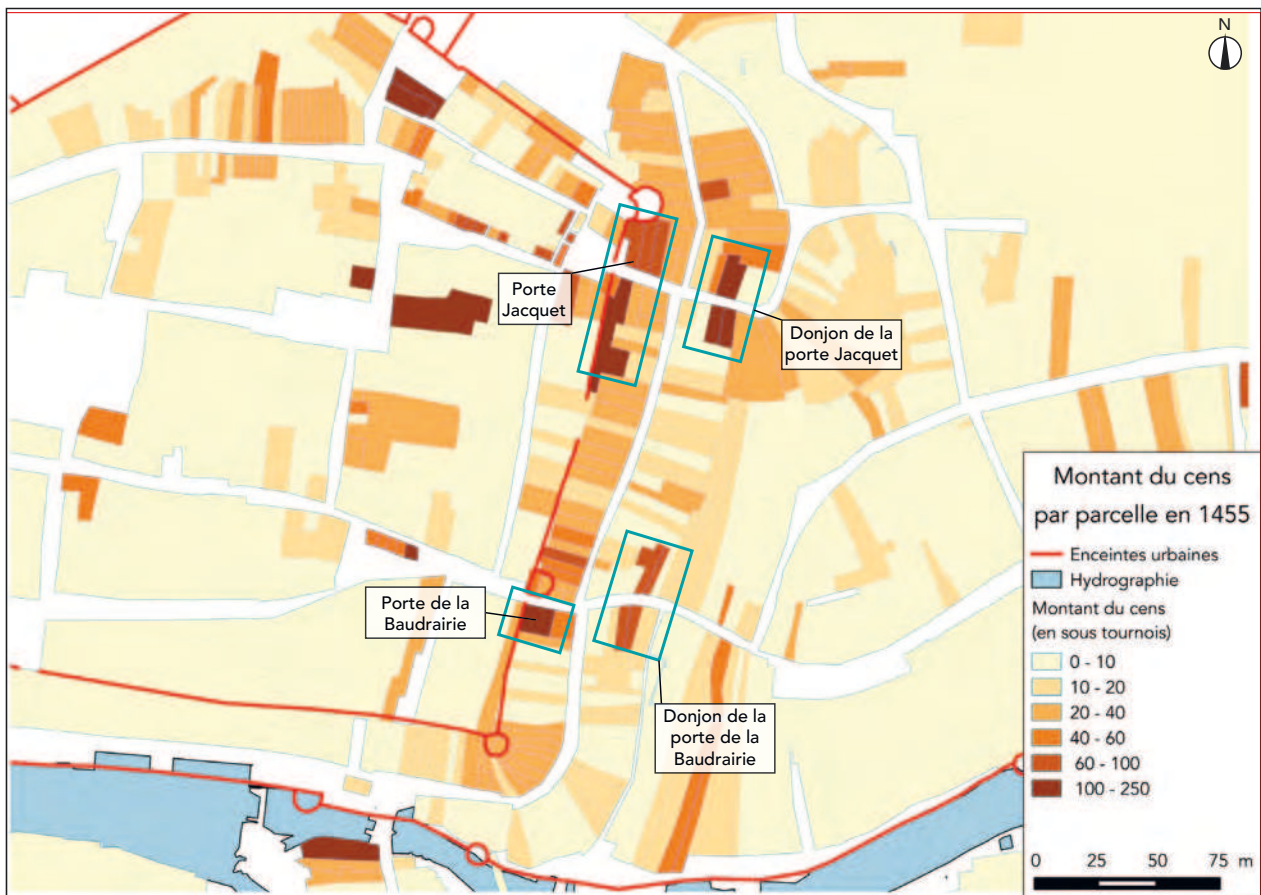 N
Porte
Jacquet
Donjon de la
porte Jacquet
Porte de la
Baudrairie
Donjon de la
porte de la
Baudrairie
Montant du cens
par parcelle en 1455
Enceintes urbaines
Hydrographie
Montant du cens
(en sous tournois)
0 - 10
10 - 20
20 - 40
40 - 60
60 - 100
100 - 250
0 25 50 75 m